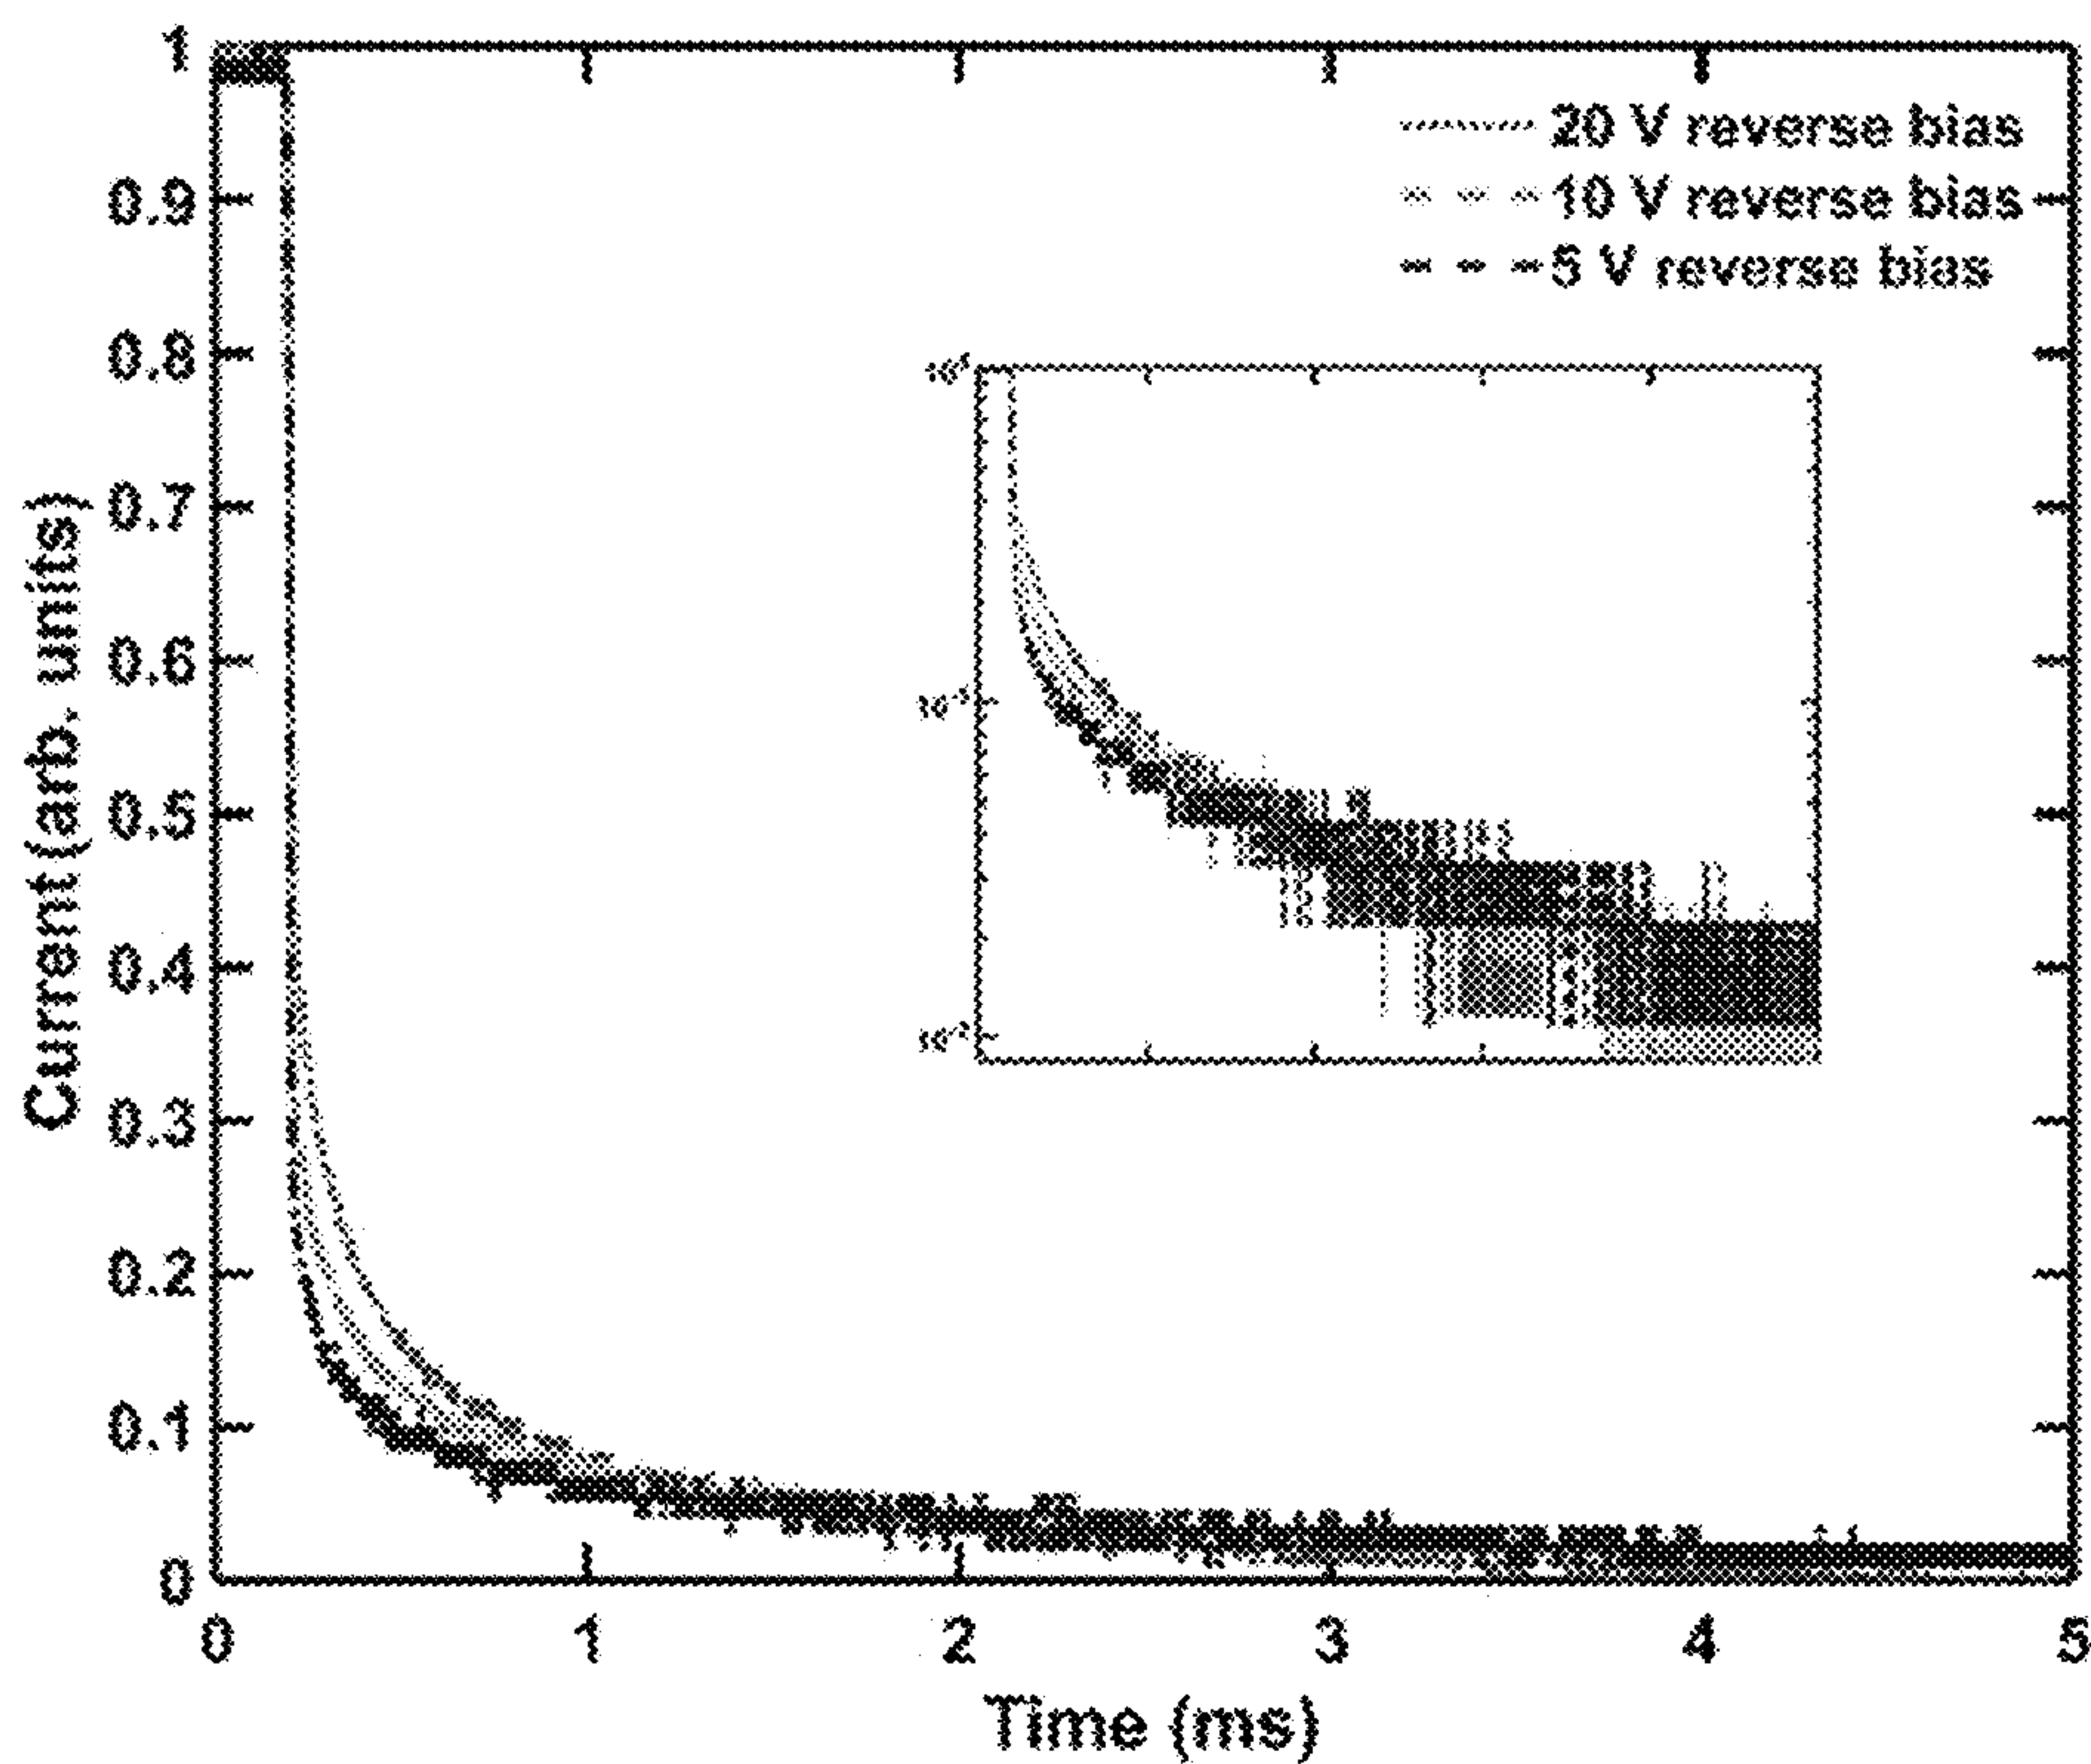 1
0.9
0.8
0.7
0.6
0.5
0.4
0.3
0.2
0.1
0
Current (arb. units)
20 V reverse bias
10 V reverse bias
5 V reverse bias
0 1 2 3 4 5
Time (ms)